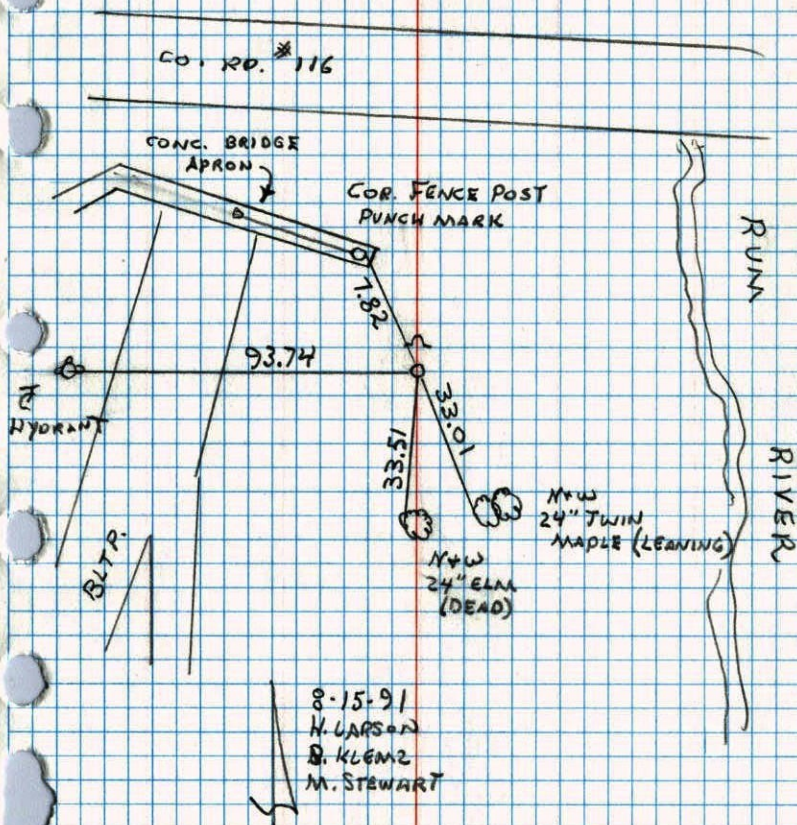 CO. RD. #116
CONC. BRIDGE
APRON
COR. FENCE POST
PUNCH MARK
RUM
RIVER
7.82
93.74
℄
HYDRANT
33.51
33.01
N+W
24" TWIN
MAPLE (LEANING)
N+W
24" ELM
(DEAD)
BLTP.
8-15-91
H. LARSON
B. KLEMZ
M. STEWART